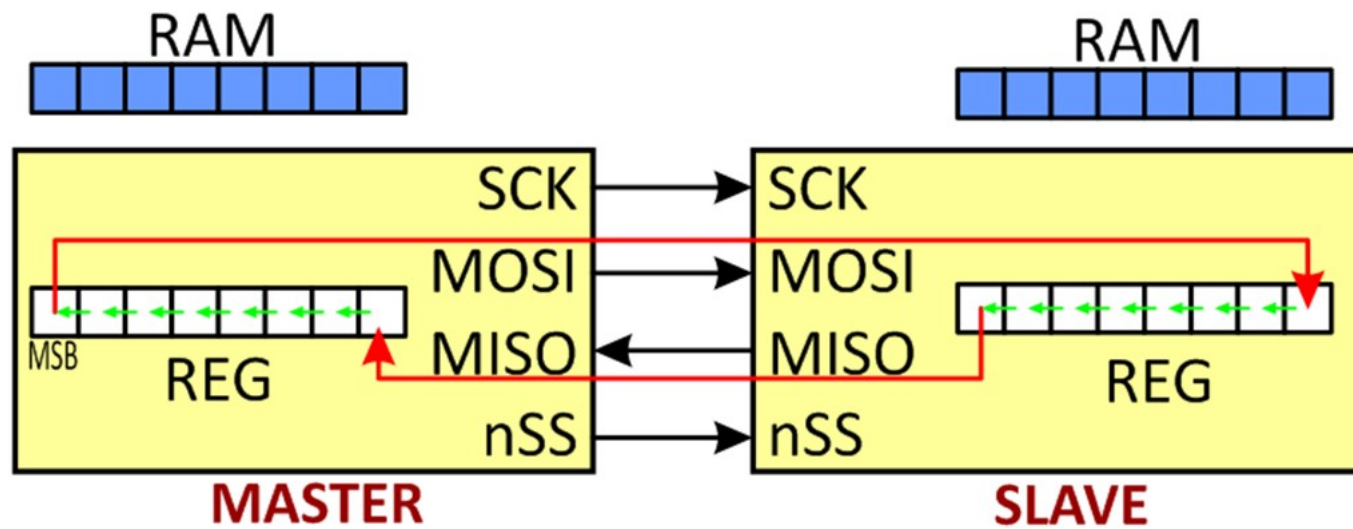 RAM
RAM
SCK
SCK
MOSI
MOSI
MSB
REG
MISO
MISO
REG
nSS
nSS
MASTER
SLAVE